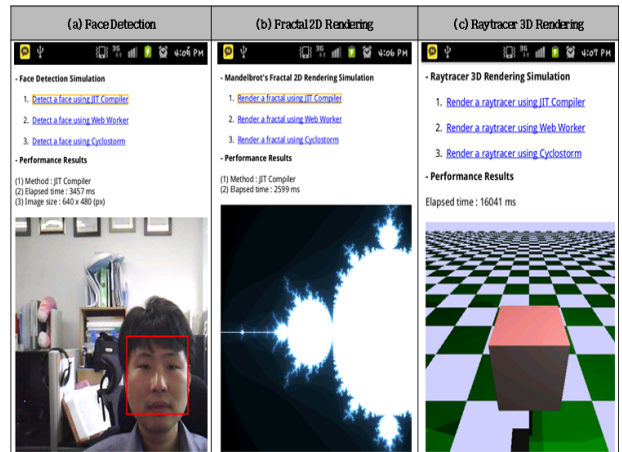 (a) Face Detection
(b) Fractal 2D Rendering
(c) Raytracer 3D Rendering
3G 4:04 PM
- Face Detection Simulation
1. Detect a face using JIT Compiler
2. Detect a face using Web Worker
3. Detect a face using Cyclostorm
- Performance Results
(1) Method : JIT Compiler
(2) Elapsed time : 3457 ms
(3) Image size : 640 x 480 (px)
3G 4:06 PM
- Mandelbrot's Fractal 2D Rendering Simulation
1. Render a fractal using JIT Compiler
2. Render a fractal using Web Worker
3. Render a fractal using Cyclostorm
- Performance Results
(1) Method : JIT Compiler
(2) Elapsed time : 2599 ms
3G 4:07 PM
- Raytracer 3D Rendering Simulation
1. Render a raytracer using JIT Compiler
2. Render a raytracer using Web Worker
3. Render a raytracer using Cyclostorm
- Performance Results
Elapsed time : 16041 ms